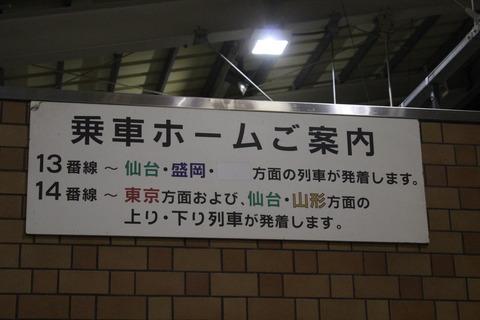 乗車ホームご案内
13番線～仙台・盛岡・ 方面の列車が発着します。
14番線～東京方面および、仙台・山形方面の
上り・下り列車が発着します。